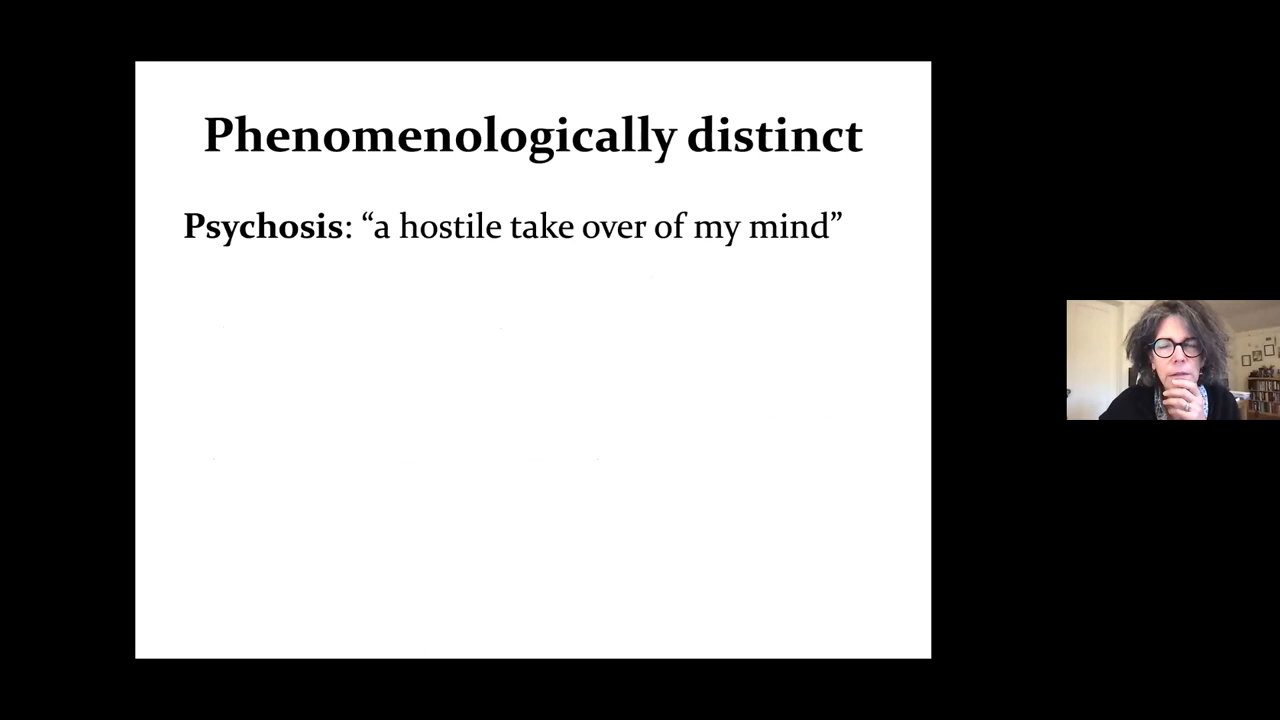 Phenomenologically distinct
Psychosis: “a hostile take over of my mind”